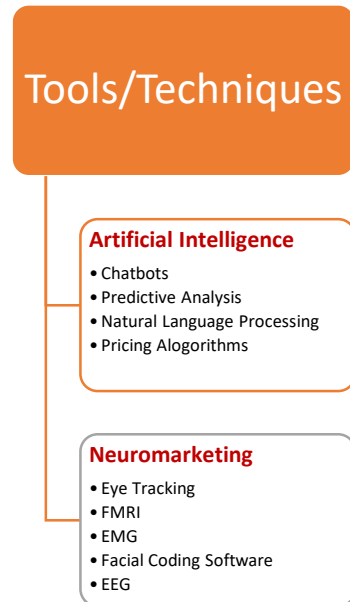 Tools/Techniques
Artificial Intelligence
• Chatbots
• Predictive Analysis
• Natural Language Processing
• Pricing Alogorithms
Neuromarketing
• Eye Tracking
• FMRI
• EMG
• Facial Coding Software
• EEG